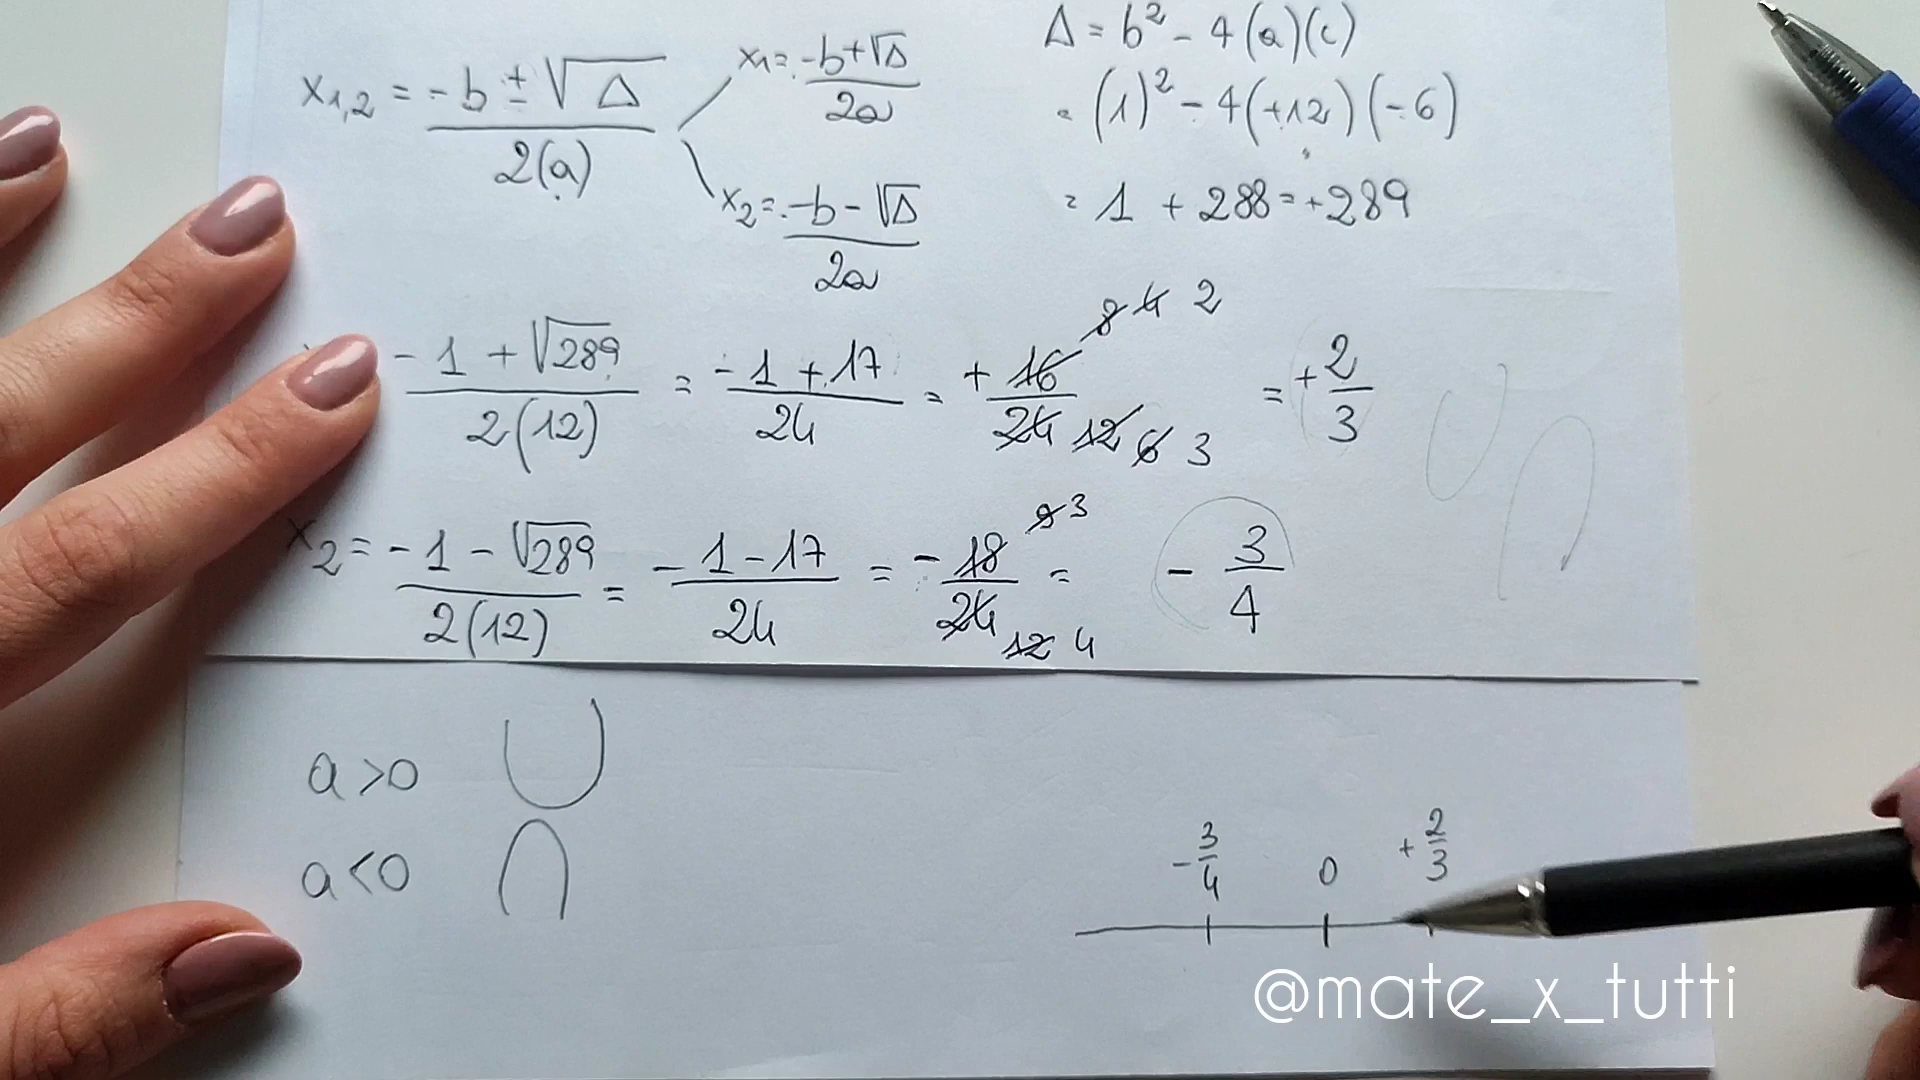 x1,2 = -b ± √Δ / 2(a)
x1 = -b+√Δ / 2a
x2 = -b - √Δ / 2a
Δ = b² - 4(a)(c)
= (1)² - 4(+12)(-6)
= 1 + 288 = +289
-1 + √289 / 2(12) = -1 + 17 / 24 = + 16 8 4 2 / 24 12 6 3 = + 2/3
x2 = -1 - √289 / 2(12) = -1 - 17 / 24 = - 18 9 3 / 24 12 4 = - 3/4
a > 0
a < 0
- 3/4 0 + 2/3
@mate_x_tutti